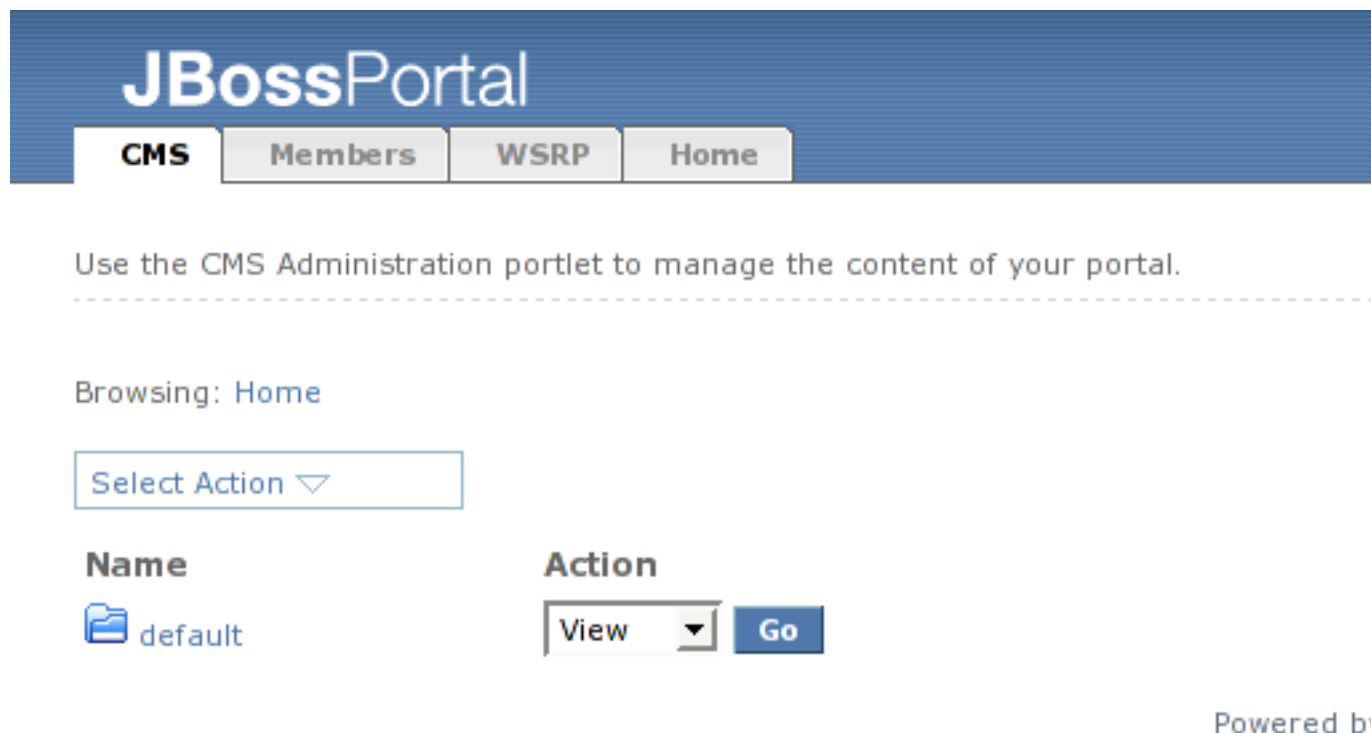 JBossPortal
CMS Members WSRP Home
Use the CMS Administration portlet to manage the content of your portal.
Browsing: Home
Select Action
Name Action
default View Go
Powered